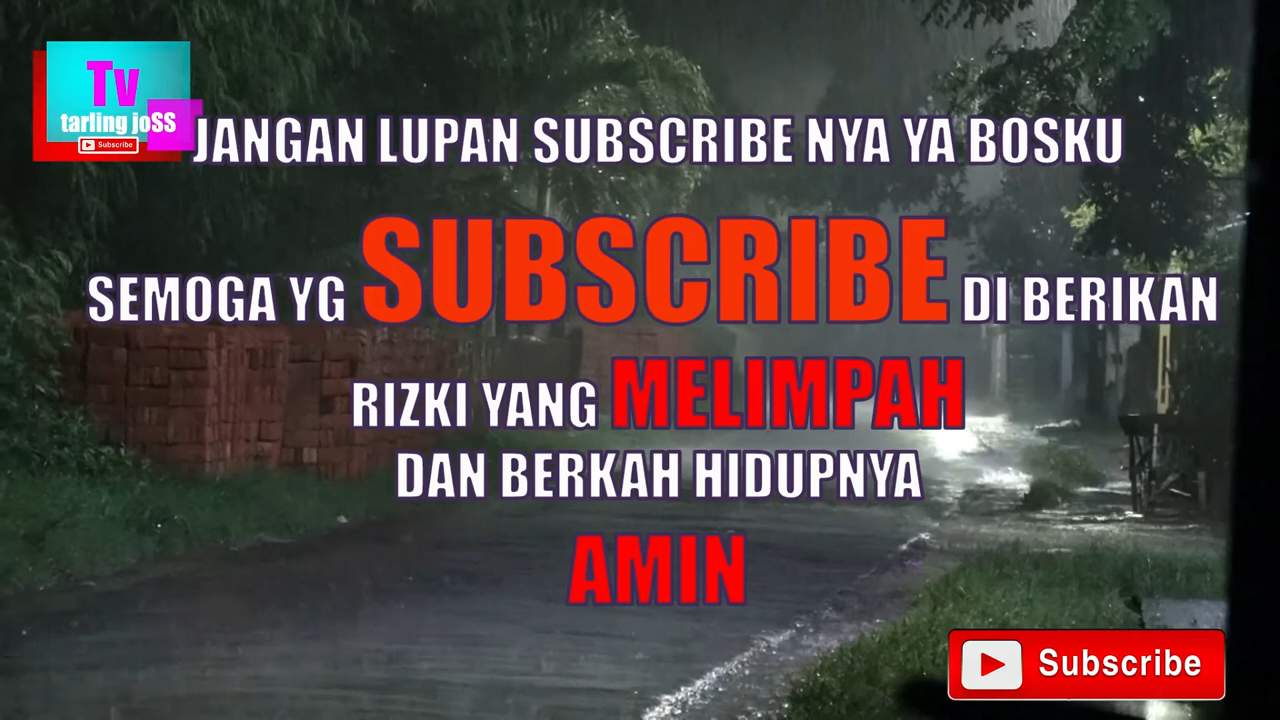 Tv
tarling joSS
Subscribe
JANGAN LUPAN SUBSCRIBE NYA YA BOSKU
SEMOGA YG SUBSCRIBE DI BERIKAN
RIZKI YANG MELIMPAH
DAN BERKAH HIDUPNYA
AMIN
Subscribe